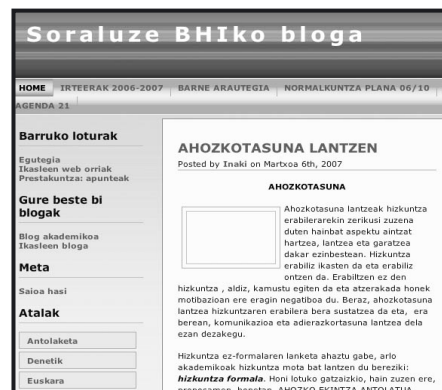 Soraluze BHIko bloga
HOME IRTEERAK 2006-2007 BARNE ARAUTEGIA NORMALKUNTZA PLANA 06/10
AGENDA 21
Barruko loturak
Egutegia
Ikasleen web orriak
Prestakuntza: apunteak
Gure beste bi
blogak
Blog akademikoa
Ikasleen bloga
Meta
Saioa hasi
Atalak
Antolaketa
Denetik
Euskara
AHOZKOTASUNA LANTZEN
Posted by Inaki on Martxoa 6th, 2007
AHOZKOTASUNA
Ahozkotasuna lantzeak hizkuntza
erabilerarekin zerikusi zuzena
duten hainbat aspektu aintzat
hartzea, lantzea eta garatzea
dakar ezinbestean. Hizkuntza
erabiliz ikasten da eta erabiliz
ontzen da. Erabiltzen ez den
hizkuntza , aldiz, kamustu egiten da eta atzerakada honek
motibazioan ere eragin negatiboa du. Beraz, ahozkotasuna
lantzea hizkuntzaren erabilera bera sustatzea da eta, era
berean, komunikazioa eta adierazkortasuna lantzea dela
ezan dezakegu.
Hizkuntza ez-formalaren lanketa ahaztu gabe, arlo
akademikoak hizkuntza mota bat lantzen du bereziki:
hizkuntza formala. Honi lotuko gatzaizkio, hain zuzen ere,
proposamen honetan. AHOZKO EKINTZA ANTOLATUA